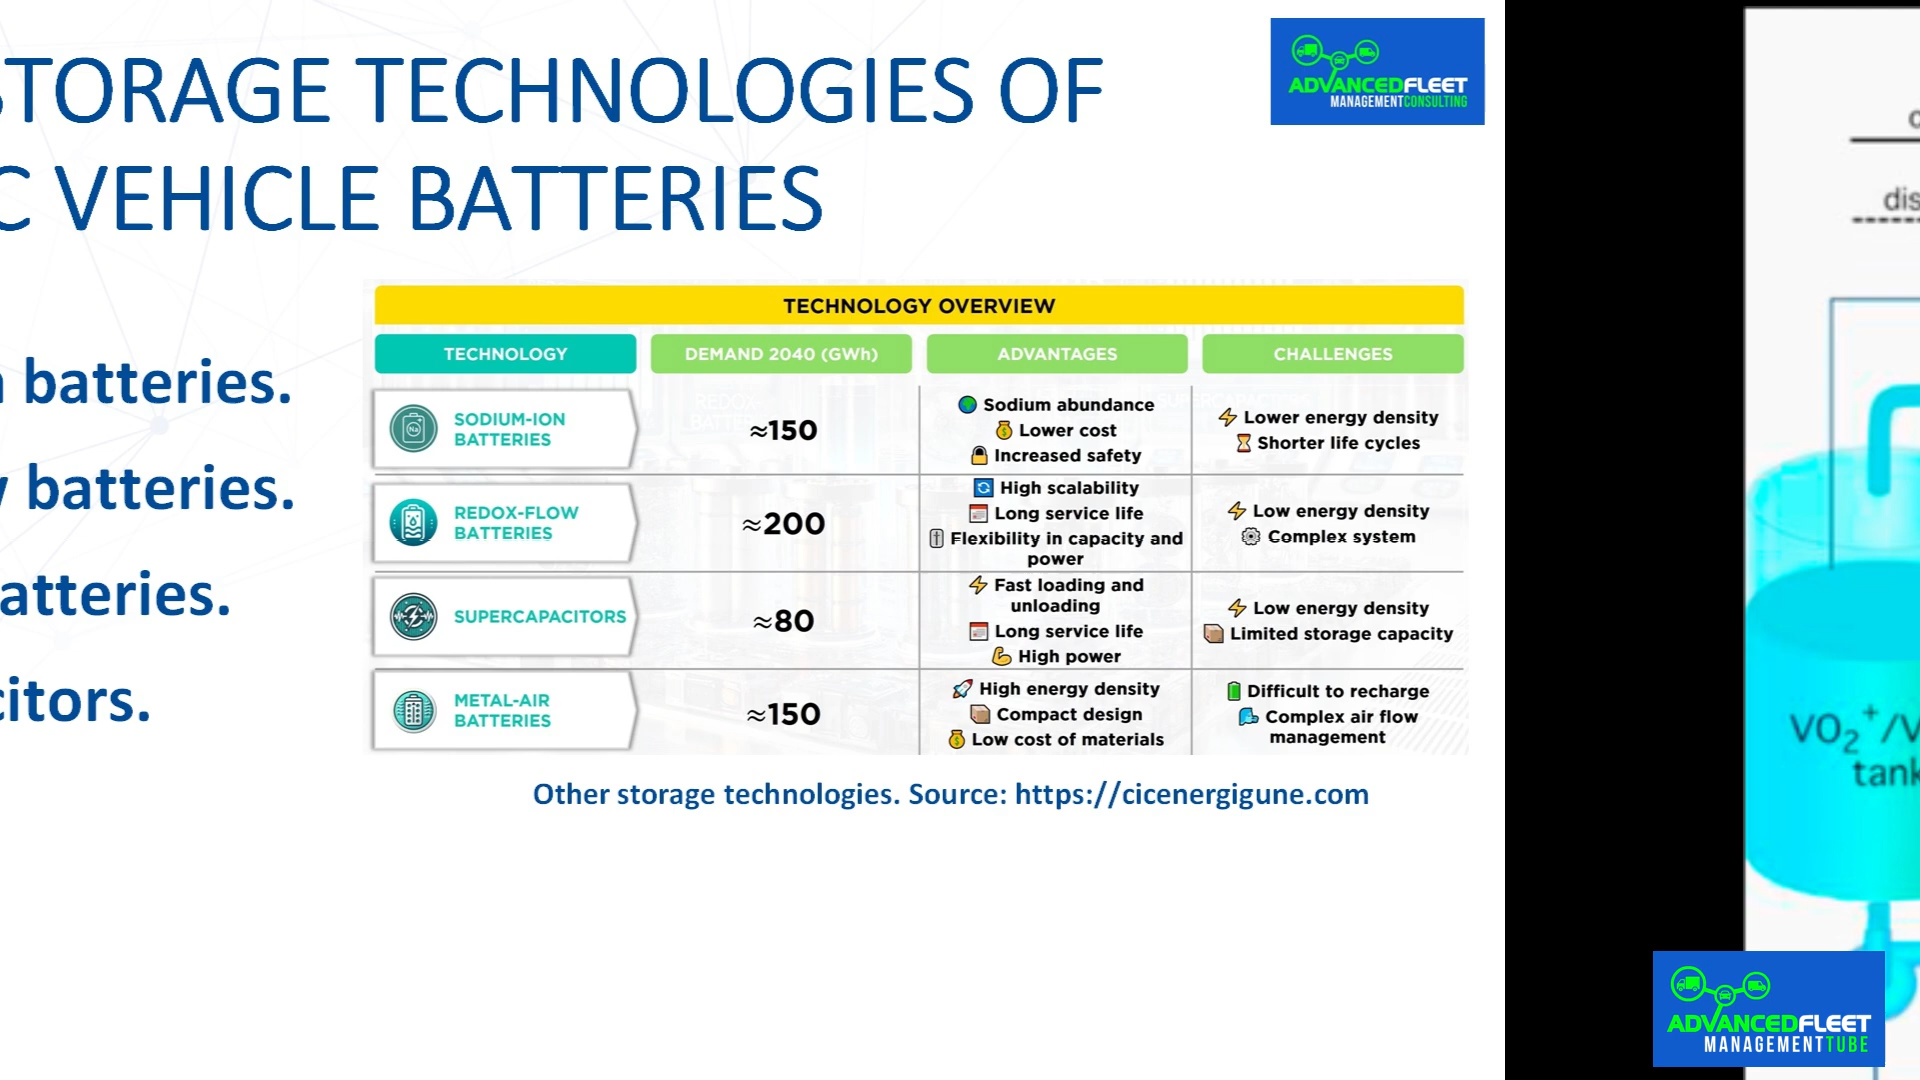 STORAGE TECHNOLOGIES OF
C VEHICLE BATTERIES
ADVANCEDFLEET
MANAGEMENTCONSULTING
batteries.
batteries.
atteries.
citors.
TECHNOLOGY OVERVIEW
TECHNOLOGY
DEMAND 2040 (GWh)
ADVANTAGES
CHALLENGES
SODIUM-ION
BATTERIES
≈150
Sodium abundance
Lower cost
Increased safety
Lower energy density
Shorter life cycles
REDOX-FLOW
BATTERIES
≈200
High scalability
Long service life
Flexibility in capacity and
power
Low energy density
Complex system
SUPERCAPACITORS
≈80
Fast loading and
unloading
Long service life
High power
Low energy density
Limited storage capacity
METAL-AIR
BATTERIES
≈150
High energy density
Compact design
Low cost of materials
Difficult to recharge
Complex air flow
management
Other storage technologies. Source: https://cicenergigune.com
dis
VO₂⁺/V
tank
ADVANCEDFLEET
MANAGEMENTTUBE